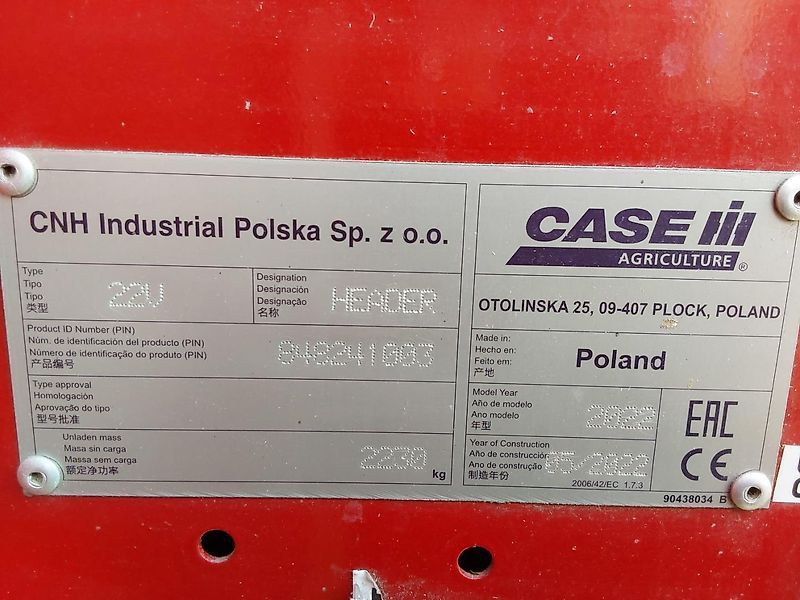 CNH Industrial Polska Sp. z o.o.
Type
Tipo
Tipo
类型
22V
Designation
Designación
Designação
名称
HEADER
Product ID Number (PIN)
Núm. de identificación del producto (PIN)
Número de identificação do produto (PIN)
产品编号
846241003
Type approval
Homologación
Aprovação do tipo
型号批准
Unladen mass
Masa sin carga
Massa sem carga
额定净功率
2230
kg
CASE IH
AGRICULTURE ®
OTOLINSKA 25, 09-407 PLOCK, POLAND
Made in:
Hecho en:
Feito em:
产地
Poland
Model Year
Año de modelo
Ano modelo
年型
2022
Year of Construction
Año de construcción
Ano de construção
制造年份
05/2022
2006/42/EC 1.7.3
EAC
CE
90438034 B